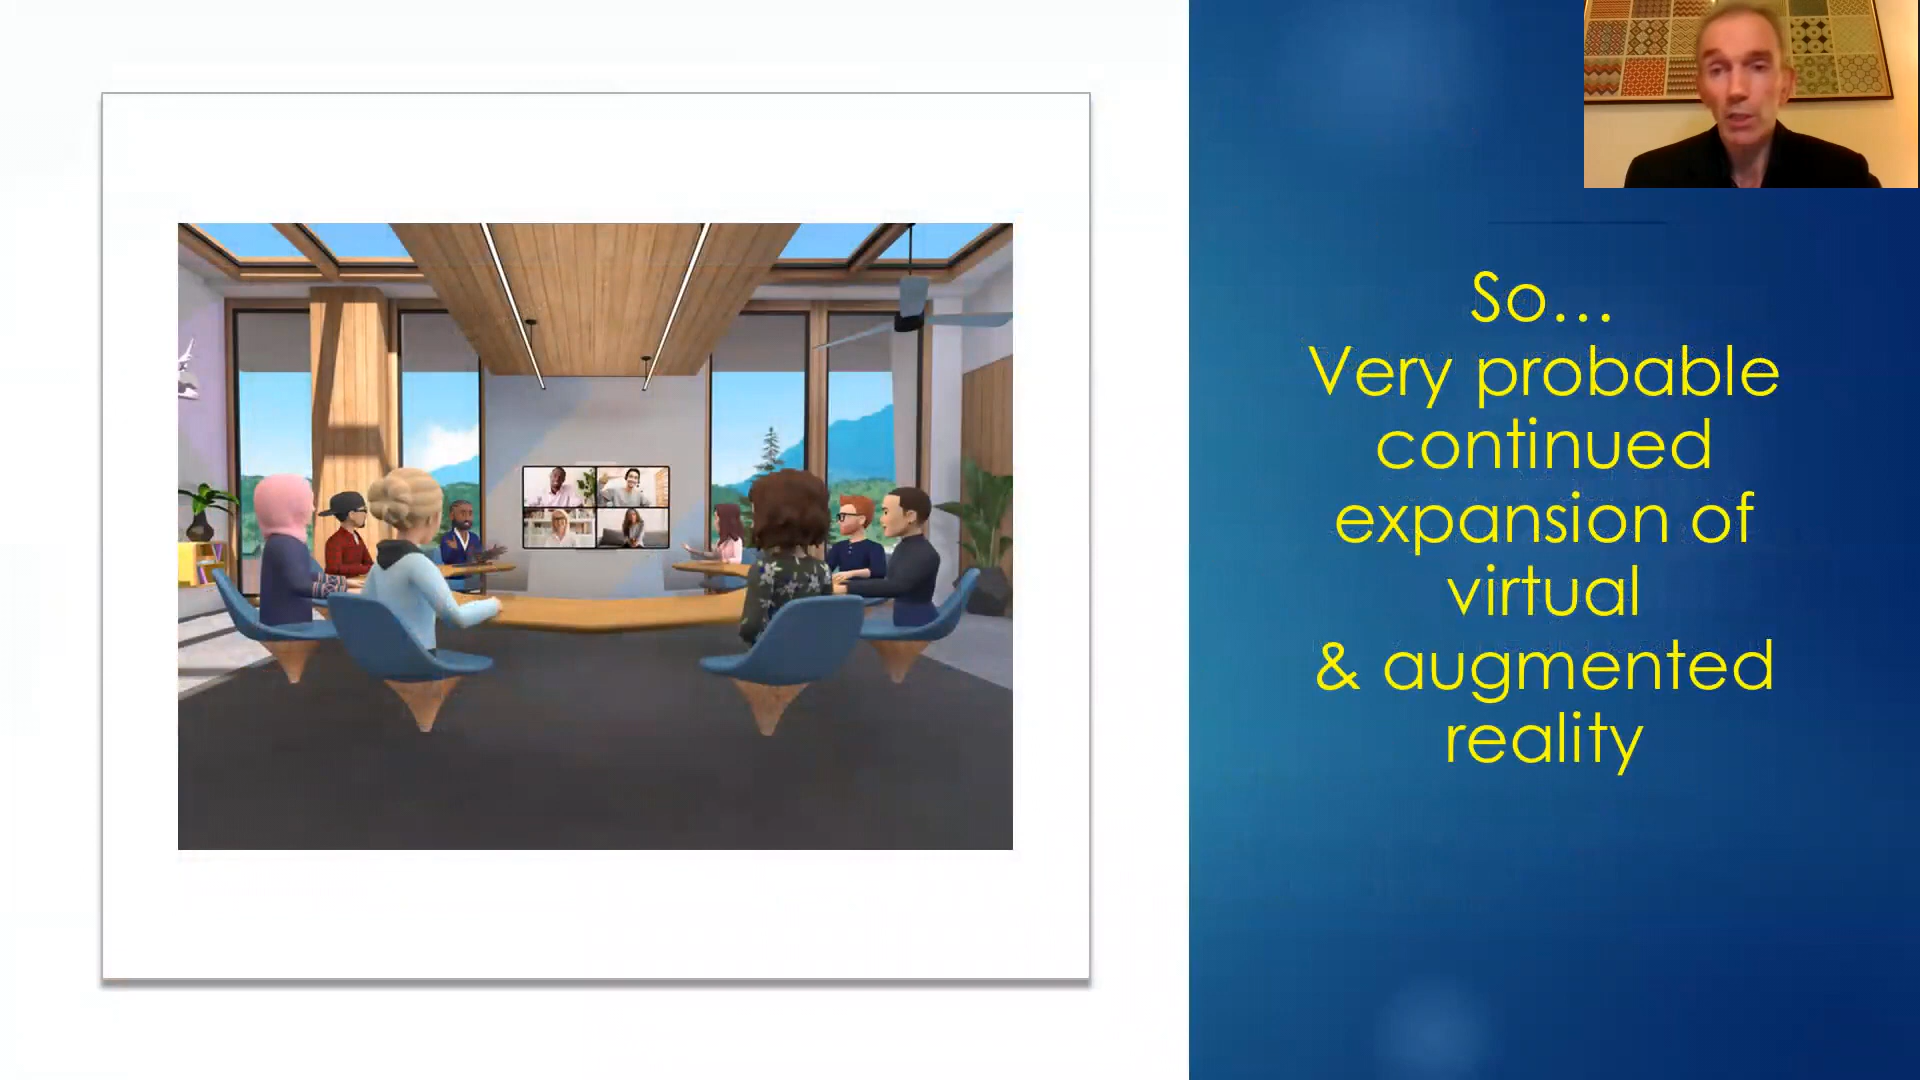 So...
Very probable
continued
expansion of
virtual
& augmented
reality